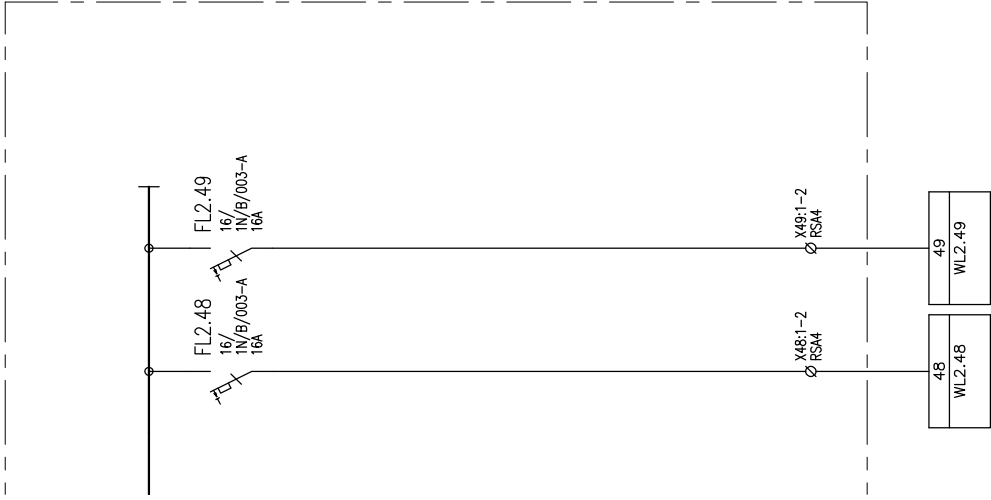 FL2.49
16/
1N/B/003-A
16A
X49:1-2
RSA4
49
WL2.49
FL2.48
16/
1N/B/003-A
16A
X48:1-2
RSA4
48
WL2.48